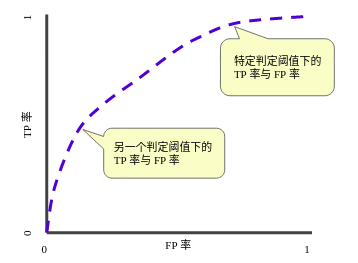 1
特定判定阈值下的
TP 率与 FP 率
TP 率
另一个判定阈值下的
TP 率与 FP 率
0
0
FP 率
1